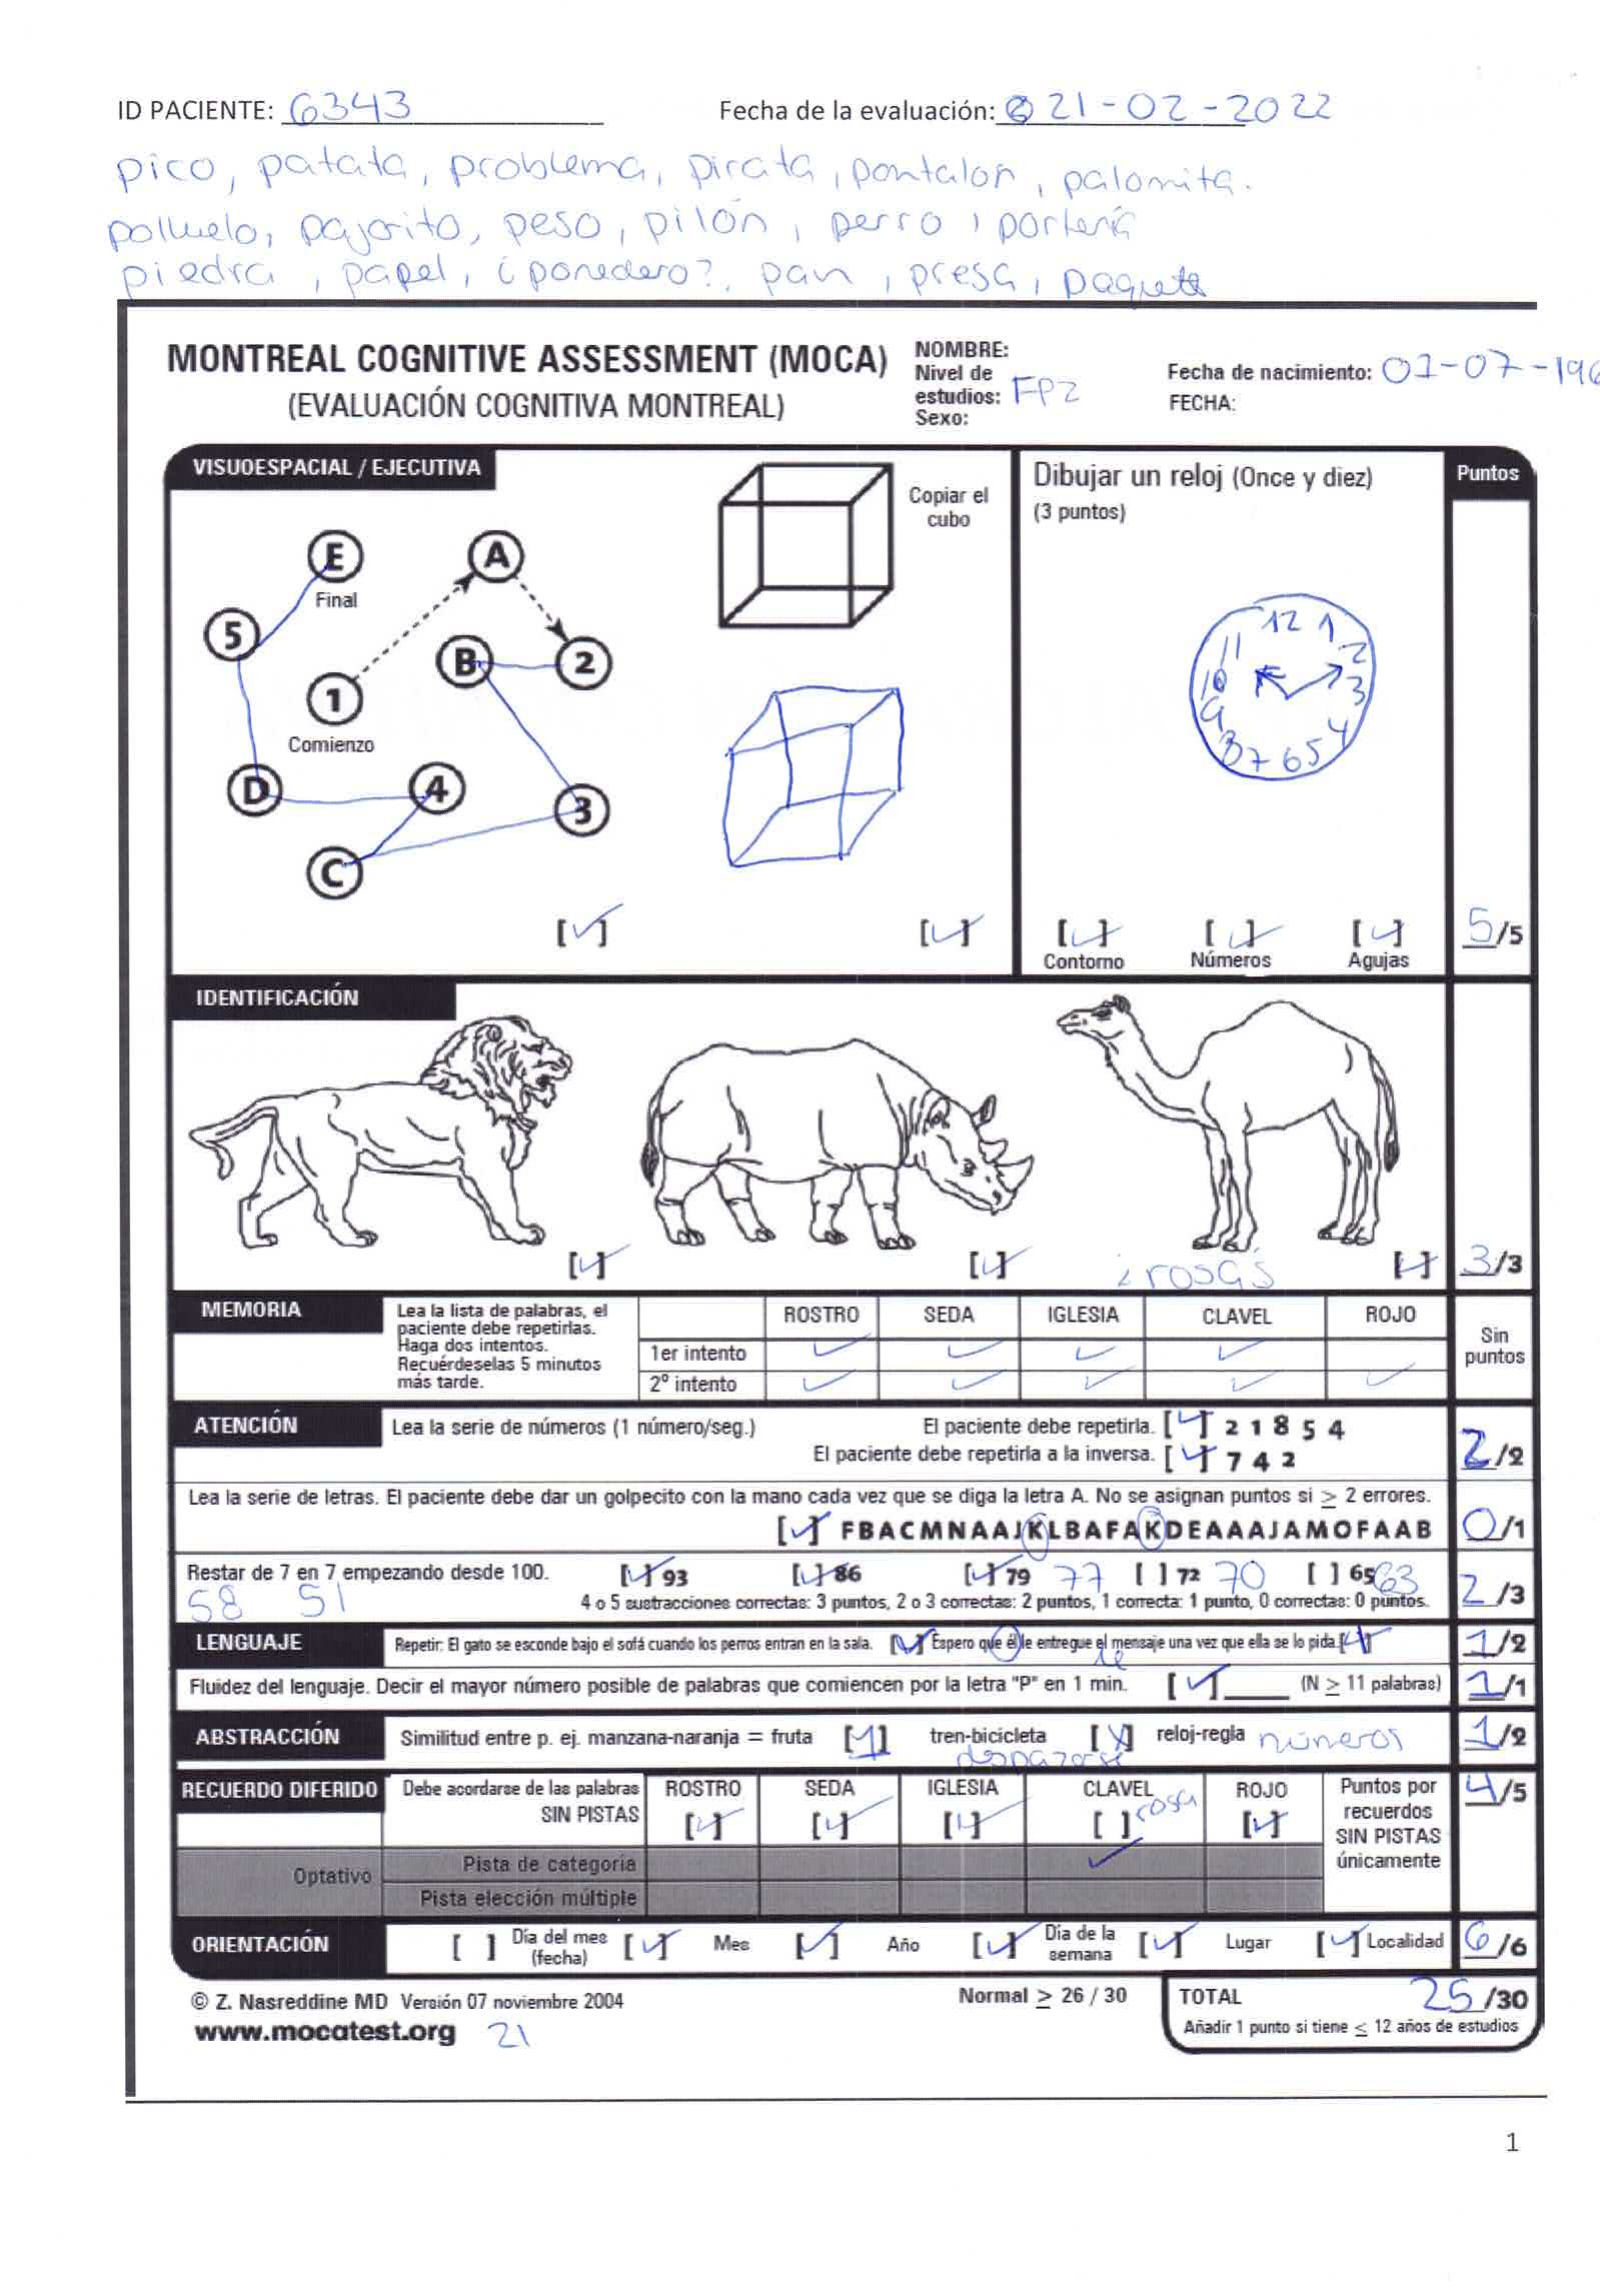 ID PACIENTE: 6343 Fecha de la evaluación: 21-02-2022
pico, patata, problema, pirata, pantalón, palomita.
polluelo, pajarito, peso, pilón, perro, portería
piedra, papel, ¿ponedero?, pan, presa, paquete
MONTREAL COGNITIVE ASSESSMENT (MOCA)
(EVALUACIÓN COGNITIVA MONTREAL)
NOMBRE:
Nivel de
estudios: FP2
Sexo:
Fecha de nacimiento: 01-07-196
FECHA:
VISUOESPACIAL / EJECUTIVA
E
Final
A
5
B
2
1
Comienzo
D
4
3
C
[✓]
Copiar el
cubo
[✓]
Dibujar un reloj (Once y diez)
(3 puntos)
12 1 2 3 4 5 6 7 8 9 10 11
[✓] [✓] [✓]
Contorno Números Agujas
Puntos
5/5
IDENTIFICACIÓN
[✓] [✓] [✓] 3/3
¿rosas
MEMORIA
Lea la lista de palabras, el
paciente debe repetirlas.
Haga dos intentos.
Recuérdeselas 5 minutos
más tarde.
ROSTRO SEDA IGLESIA CLAVEL ROJO
1er intento ✓ ✓ ✓ ✓
2º intento ✓ ✓ ✓ ✓ ✓
Sin
puntos
ATENCIÓN
Lea la serie de números (1 número/seg.) El paciente debe repetirla. [✓] 2 1 8 5 4
El paciente debe repetirla a la inversa. [✓] 7 4 2 2/2
Lea la serie de letras. El paciente debe dar un golpecito con la mano cada vez que se diga la letra A. No se asignan puntos si ≥ 2 errores.
[✓] FBACMNAAJKLBAFAKDEAAAJAMOFAAB 0/1
Restar de 7 en 7 empezando desde 100. [✓] 93 [✓] 86 [✓] 79 77 [ ] 72 70 [ ] 65 63
58 51 4 o 5 sustracciones correctas: 3 puntos, 2 o 3 correctas: 2 puntos, 1 correcta: 1 punto, 0 correctas: 0 puntos. 2/3
LENGUAJE
Repetir: El gato se esconde bajo el sofá cuando los perros entran en la sala. [✓] Espero que él le entregue el mensaje una vez que ella se lo pida. [ ] 1/2
le
Fluidez del lenguaje. Decir el mayor número posible de palabras que comiencen por la letra "P" en 1 min. [✓] ____ (N ≥ 11 palabras) 1/1
ABSTRACCIÓN
Similitud entre p. ej. manzana-naranja = fruta [1] tren-bicicleta [X] reloj-regla números 1/2
RECUERDO DIFERIDO
Debe acordarse de las palabras
SIN PISTAS
ROSTRO SEDA IGLESIA CLAVEL ROJO
[✓] [✓] [✓] [ ] rosa [✓]
Puntos por
recuerdos
SIN PISTAS
únicamente
4/5
Optativo
Pista de categoría ✓
Pista elección múltiple
ORIENTACIÓN
[ ] Día del mes (fecha) [✓] Mes [✓] Año [✓] Día de la semana [✓] Lugar [✓] Localidad 6/6
© Z. Nasreddine MD Versión 07 noviembre 2004
www.mocatest.org 21
Normal ≥ 26 / 30
TOTAL 25/30
Añadir 1 punto si tiene ≤ 12 años de estudios
1